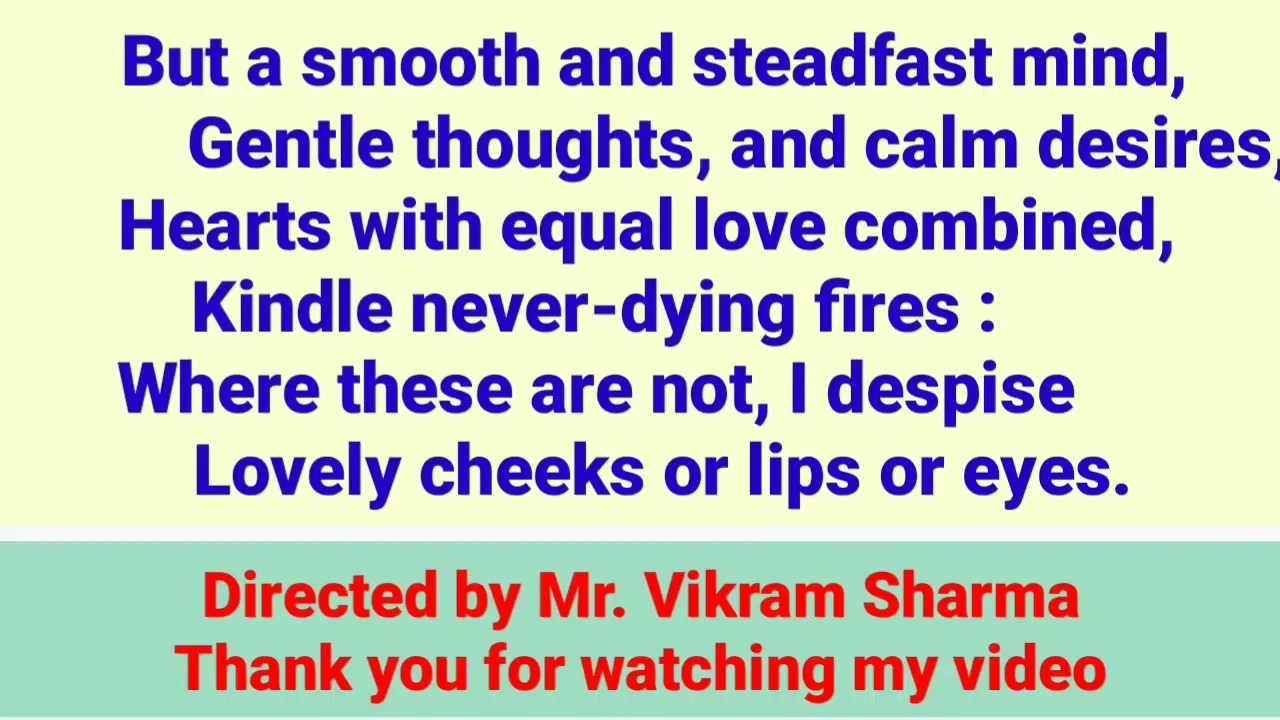 But a smooth and steadfast mind,
Gentle thoughts, and calm desires,
Hearts with equal love combined,
Kindle never-dying fires :
Where these are not, I despise
Lovely cheeks or lips or eyes.
Directed by Mr. Vikram Sharma
Thank you for watching my video